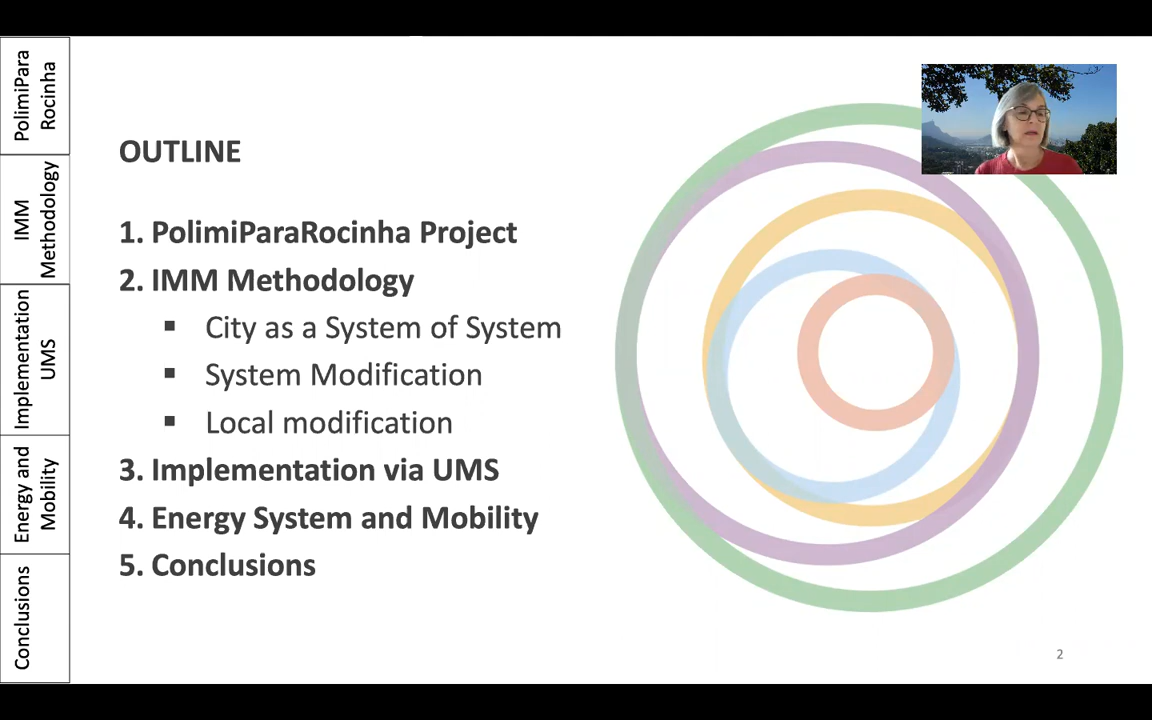 PolimiPara
Rocinha
IMM
Methodology
Implementation
UMS
Energy and
Mobility
Conclusions
OUTLINE
1. PolimiParaRocinha Project
2. IMM Methodology
▪ City as a System of System
▪ System Modification
▪ Local modification
3. Implementation via UMS
4. Energy System and Mobility
5. Conclusions
2